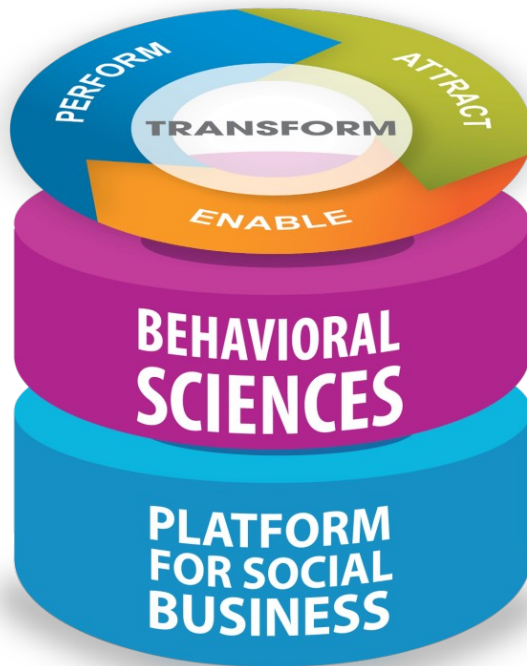 PERFORM
ATTRACT
TRANSFORM
ENABLE
BEHAVIORAL
SCIENCES
PLATFORM
FOR SOCIAL
BUSINESS